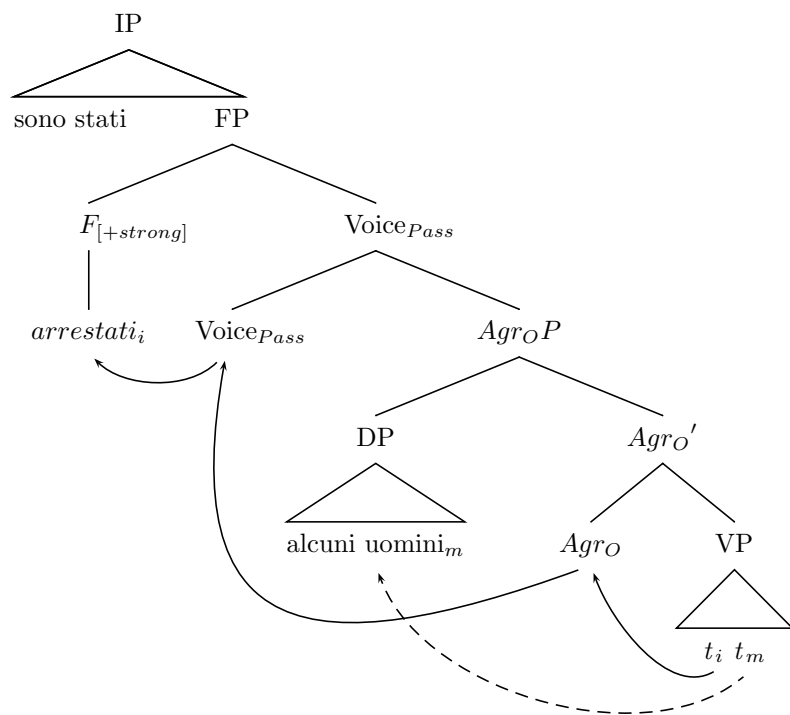 IP
sono stati FP
F[+strong] Voice_Pass
arrestati_i Voice_Pass Agr_O P
DP Agr_O′
alcuni uomini_m Agr_O VP
t_i t_m